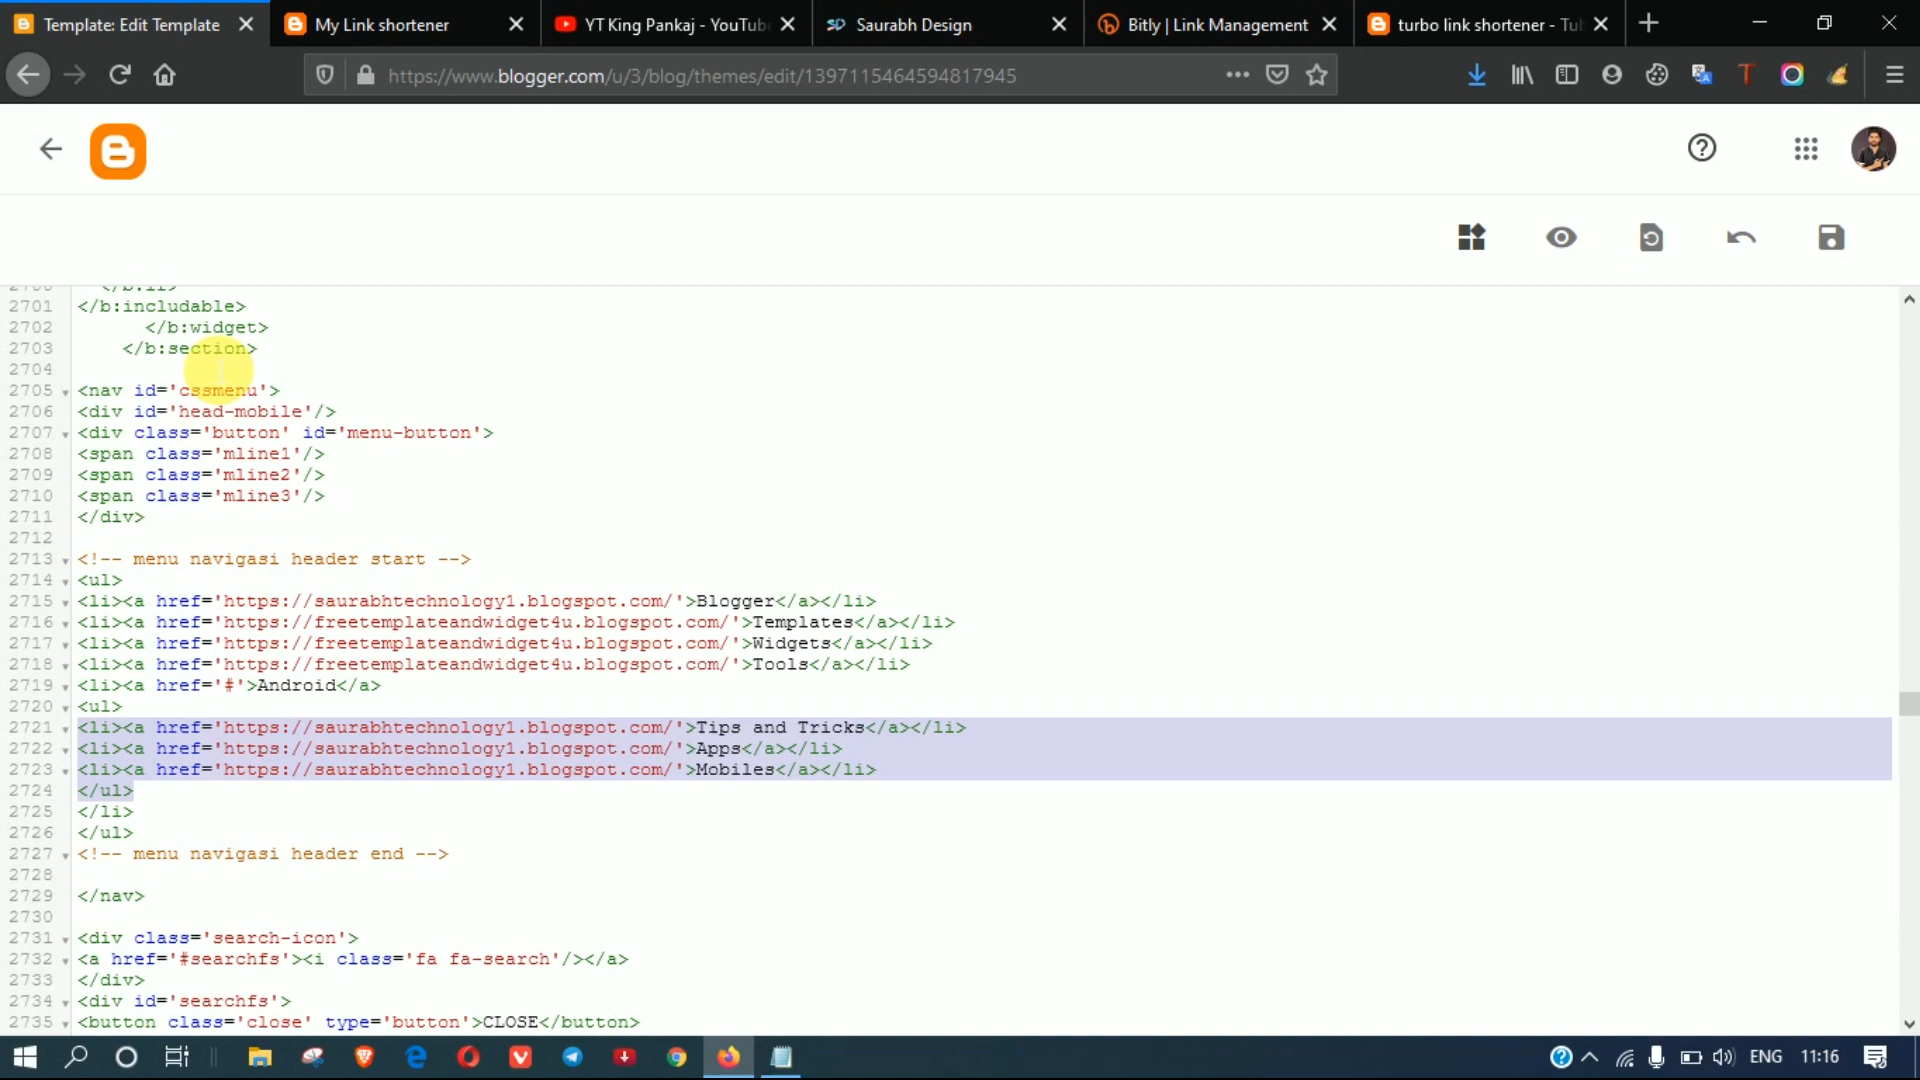 Template: Edit Template
My Link shortener
YT King Pankaj - YouTube
Saurabh Design
Bitly | Link Management
turbo link shortener - Tu
https://www.blogger.com/u/3/blog/themes/edit/1397115464594817945
2700 </b:if>
2701 </b:includable>
2702 </b:widget>
2703 </b:section>
2704
2705 <nav id='cssmenu'>
2706 <div id='head-mobile'/>
2707 <div class='button' id='menu-button'>
2708 <span class='mline1'/>
2709 <span class='mline2'/>
2710 <span class='mline3'/>
2711 </div>
2712
2713 <!-- menu navigasi header start -->
2714 <ul>
2715 <li><a href='https://saurabhtechnology1.blogspot.com/'>Blogger</a></li>
2716 <li><a href='https://freetemplateandwidget4u.blogspot.com/'>Templates</a></li>
2717 <li><a href='https://freetemplateandwidget4u.blogspot.com/'>Widgets</a></li>
2718 <li><a href='https://freetemplateandwidget4u.blogspot.com/'>Tools</a></li>
2719 <li><a href='#'>Android</a>
2720 <ul>
2721 <li><a href='https://saurabhtechnology1.blogspot.com/'>Tips and Tricks</a></li>
2722 <li><a href='https://saurabhtechnology1.blogspot.com/'>Apps</a></li>
2723 <li><a href='https://saurabhtechnology1.blogspot.com/'>Mobiles</a></li>
2724 </ul>
2725 </li>
2726 </ul>
2727 <!-- menu navigasi header end -->
2728
2729 </nav>
2730
2731 <div class='search-icon'>
2732 <a href='#searchfs'><i class='fa fa-search'/></a>
2733 </div>
2734 <div id='searchfs'>
2735 <button class='close' type='button'>CLOSE</button>
ENG 11:16